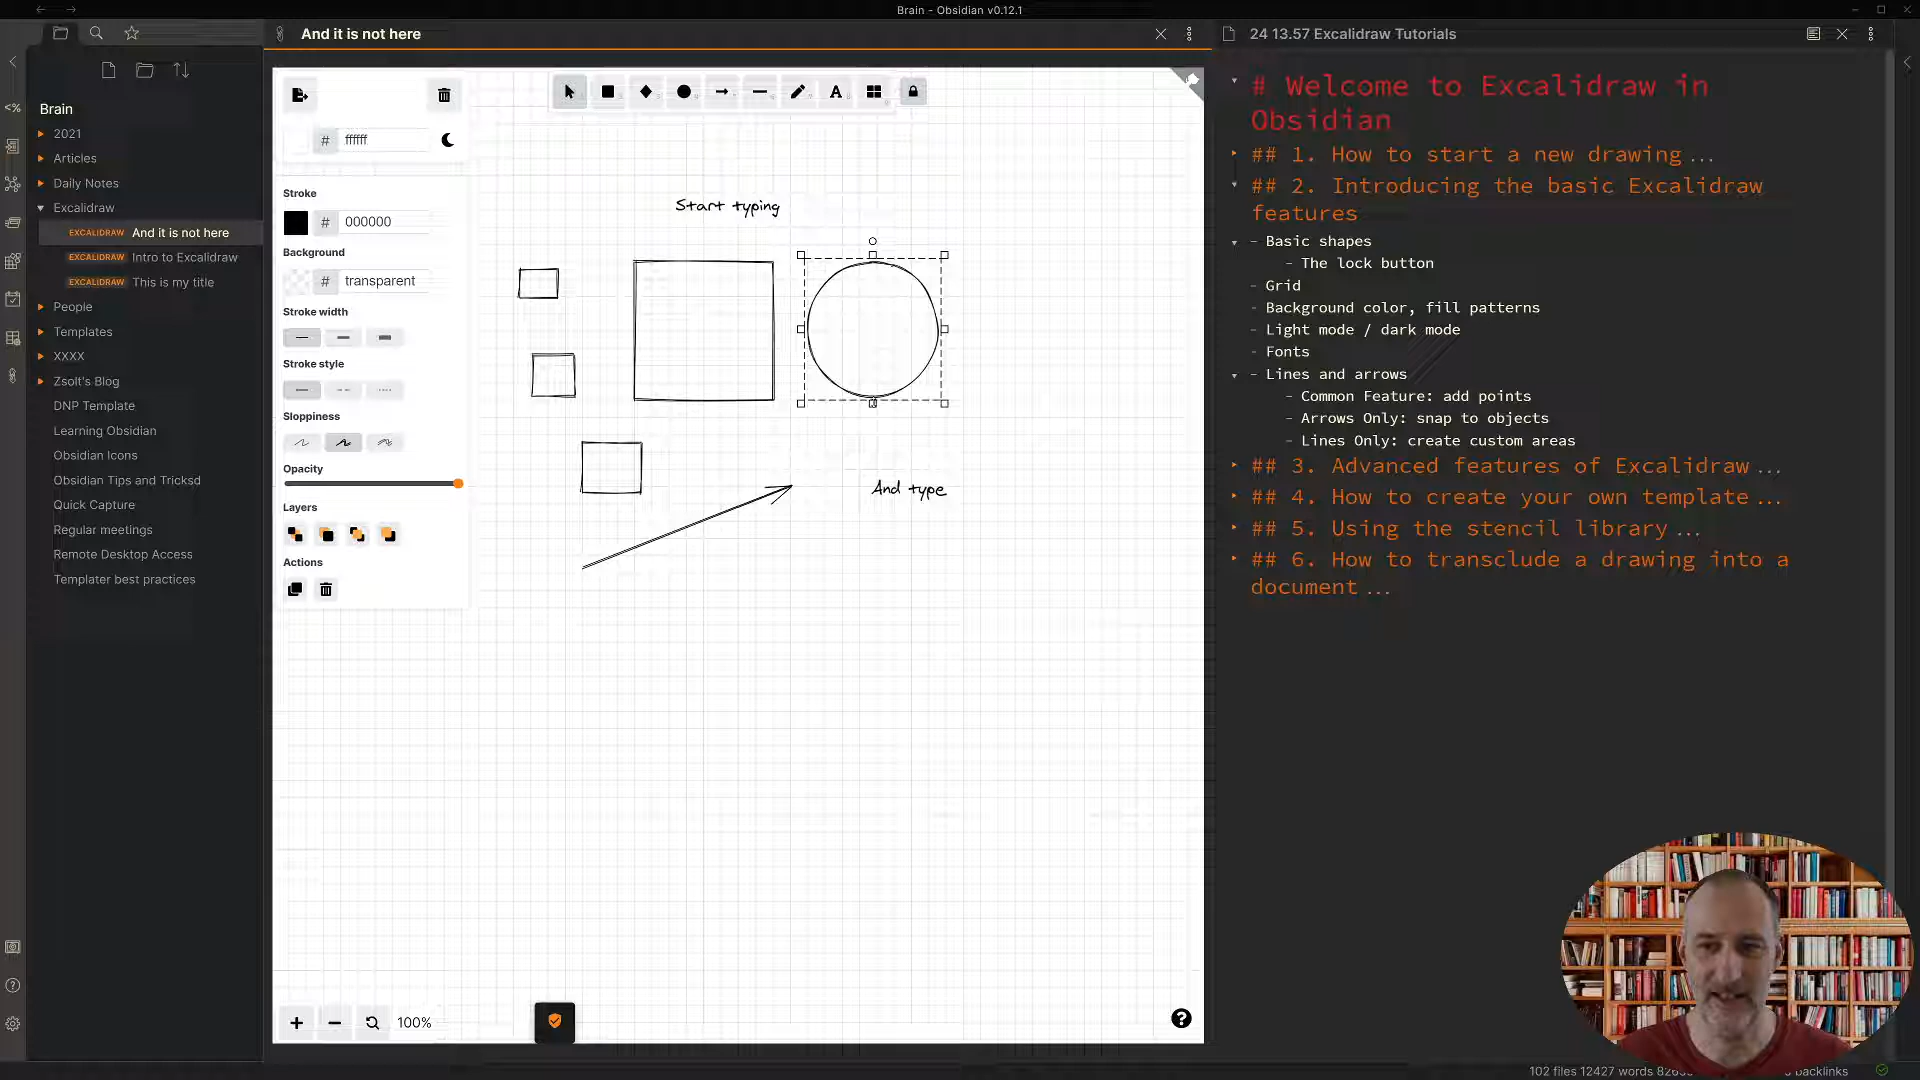 Brain - Obsidian v0.12.1
And it is not here
24 13.57 Excalidraw Tutorials
Brain
2021
Articles
Daily Notes
Excalidraw
EXCALIDRAW And it is not here
EXCALIDRAW Intro to Excalidraw
EXCALIDRAW This is my title
People
Templates
XXXX
Zsolt's Blog
DNP Template
Learning Obsidian
Obsidian Icons
Obsidian Tips and Tricksd
Quick Capture
Regular meetings
Remote Desktop Access
Templater best practices
# ffffff
Stroke
# 000000
Background
# transparent
Stroke width
Stroke style
Sloppiness
Opacity
Layers
Actions
A
Start typing
And type
100%
# Welcome to Excalidraw in
Obsidian
## 1. How to start a new drawing...
## 2. Introducing the basic Excalidraw
features
- Basic shapes
- The lock button
- Grid
- Background color, fill patterns
- Light mode / dark mode
- Fonts
- Lines and arrows
- Common Feature: add points
- Arrows Only: snap to objects
- Lines Only: create custom areas
## 3. Advanced features of Excalidraw...
## 4. How to create your own template...
## 5. Using the stencil library...
## 6. How to transclude a drawing into a
document...
102 files 12427 words
backlinks